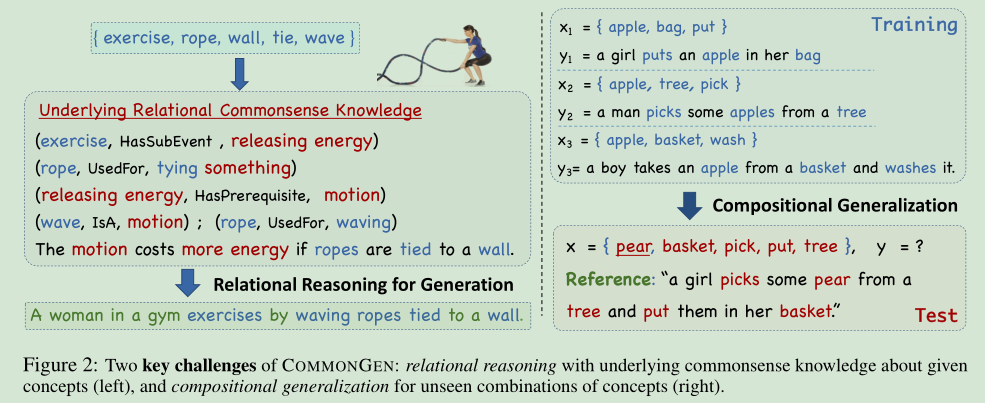 { exercise, rope, wall, tie, wave }
Underlying Relational Commonsense Knowledge
(exercise, HasSubEvent , releasing energy)
(rope, UsedFor, tying something)
(releasing energy, HasPrerequisite, motion)
(wave, IsA, motion) ; (rope, UsedFor, waving)
The motion costs more energy if ropes are tied to a wall.
Relational Reasoning for Generation
A woman in a gym exercises by waving ropes tied to a wall.
Training
x₁ = { apple, bag, put }
y₁ = a girl puts an apple in her bag
x₂ = { apple, tree, pick }
y₂ = a man picks some apples from a tree
x₃ = { apple, basket, wash }
y₃= a boy takes an apple from a basket and washes it.
Compositional Generalization
x = { pear, basket, pick, put, tree }, y = ?
Reference: “a girl picks some pear from a
tree and put them in her basket.”
Test
Figure 2: Two key challenges of COMMONGEN: relational reasoning with underlying commonsense knowledge about given
concepts (left), and compositional generalization for unseen combinations of concepts (right).